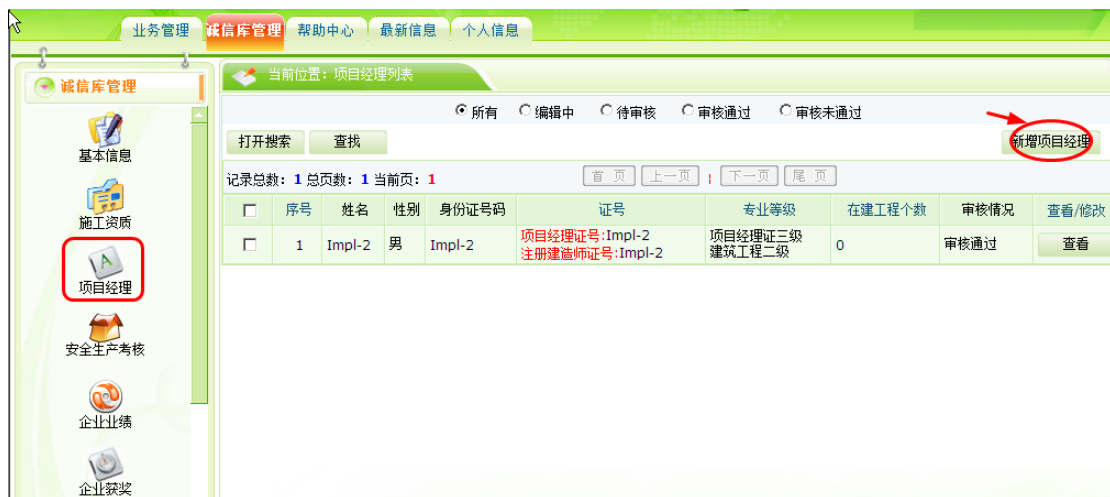 业务管理 诚信库管理 帮助中心 最新信息 个人信息
诚信库管理
当前位置：项目经理列表
所有 编辑中 待审核 审核通过 审核未通过
打开搜索 查找 新增项目经理
记录总数：1 总页数：1 当前页：1 首 页 上一页 下一页 尾 页
序号 姓名 性别 身份证号码 证号 专业等级 在建工程个数 审核情况 查看/修改
1 Impl-2 男 Impl-2 项目经理证号:Impl-2 项目经理证三级 0 审核通过 查看
注册建造师证号:Impl-2 建筑工程二级
基本信息
施工资质
项目经理
安全生产考核
企业业绩
企业获奖